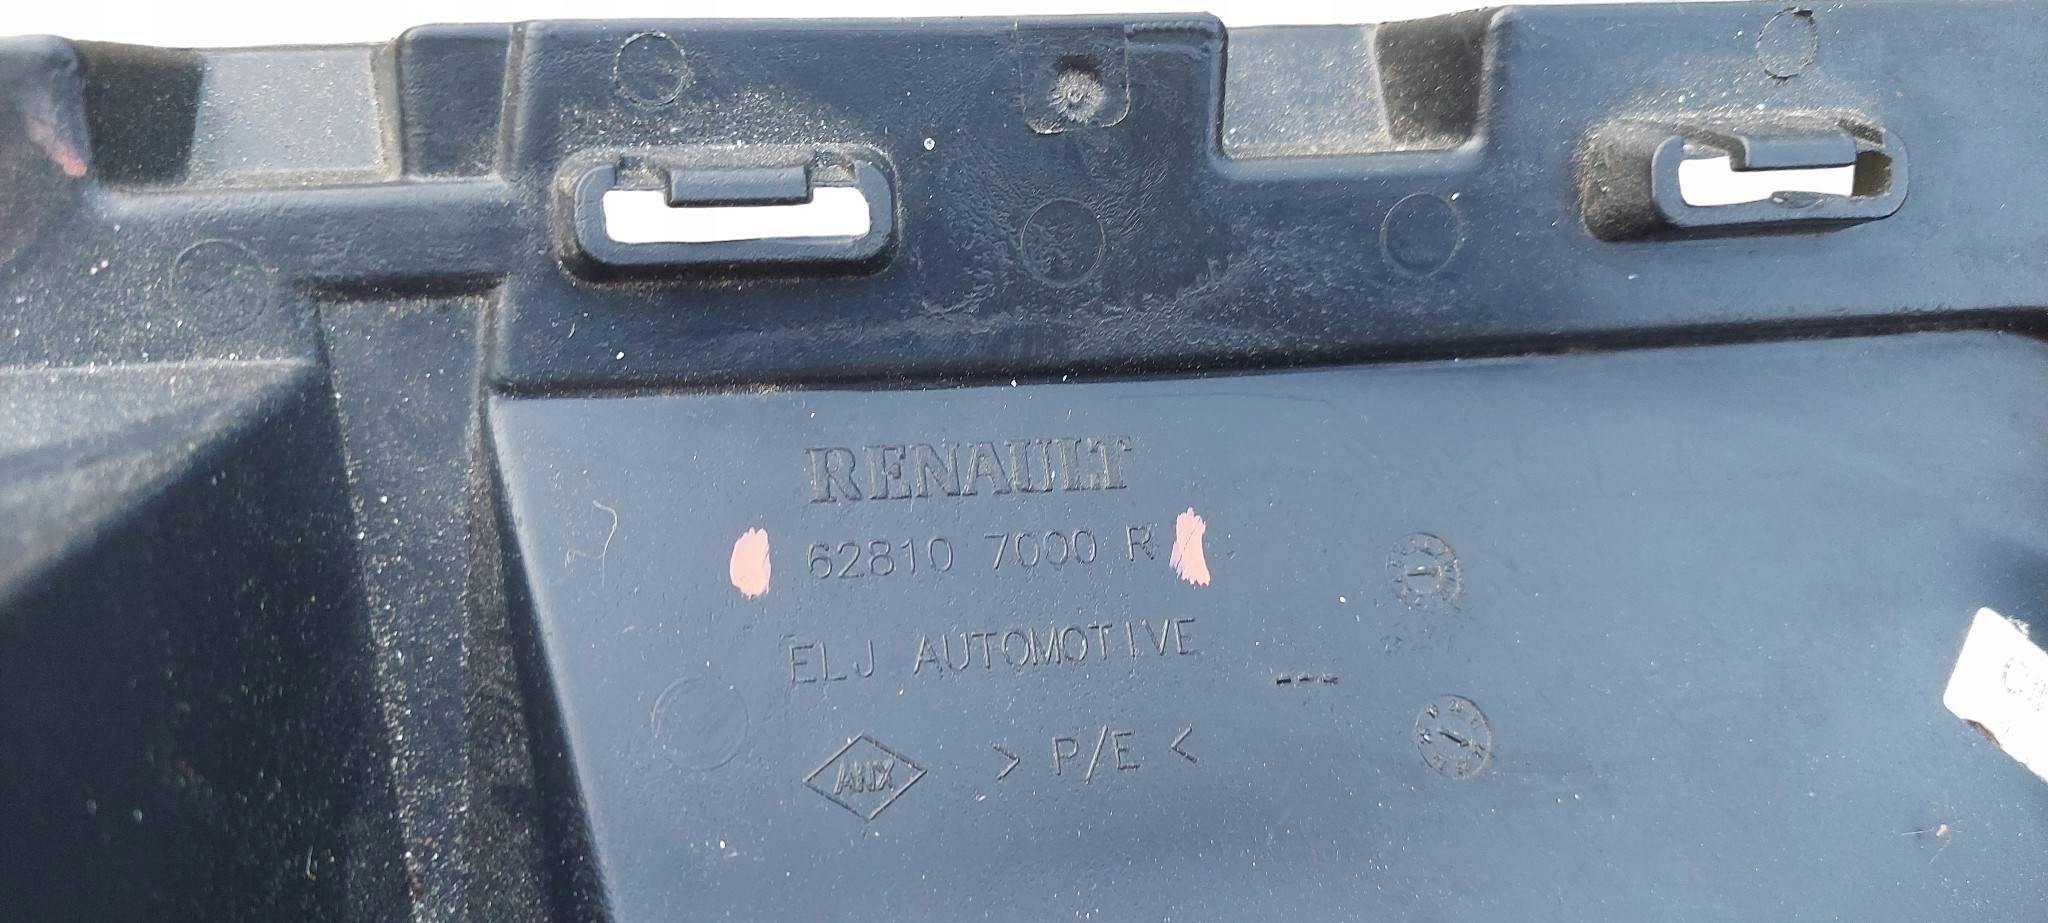 RENAULT
62810 7000 R
ELJ AUTOMOTIVE
ANX > P/E <